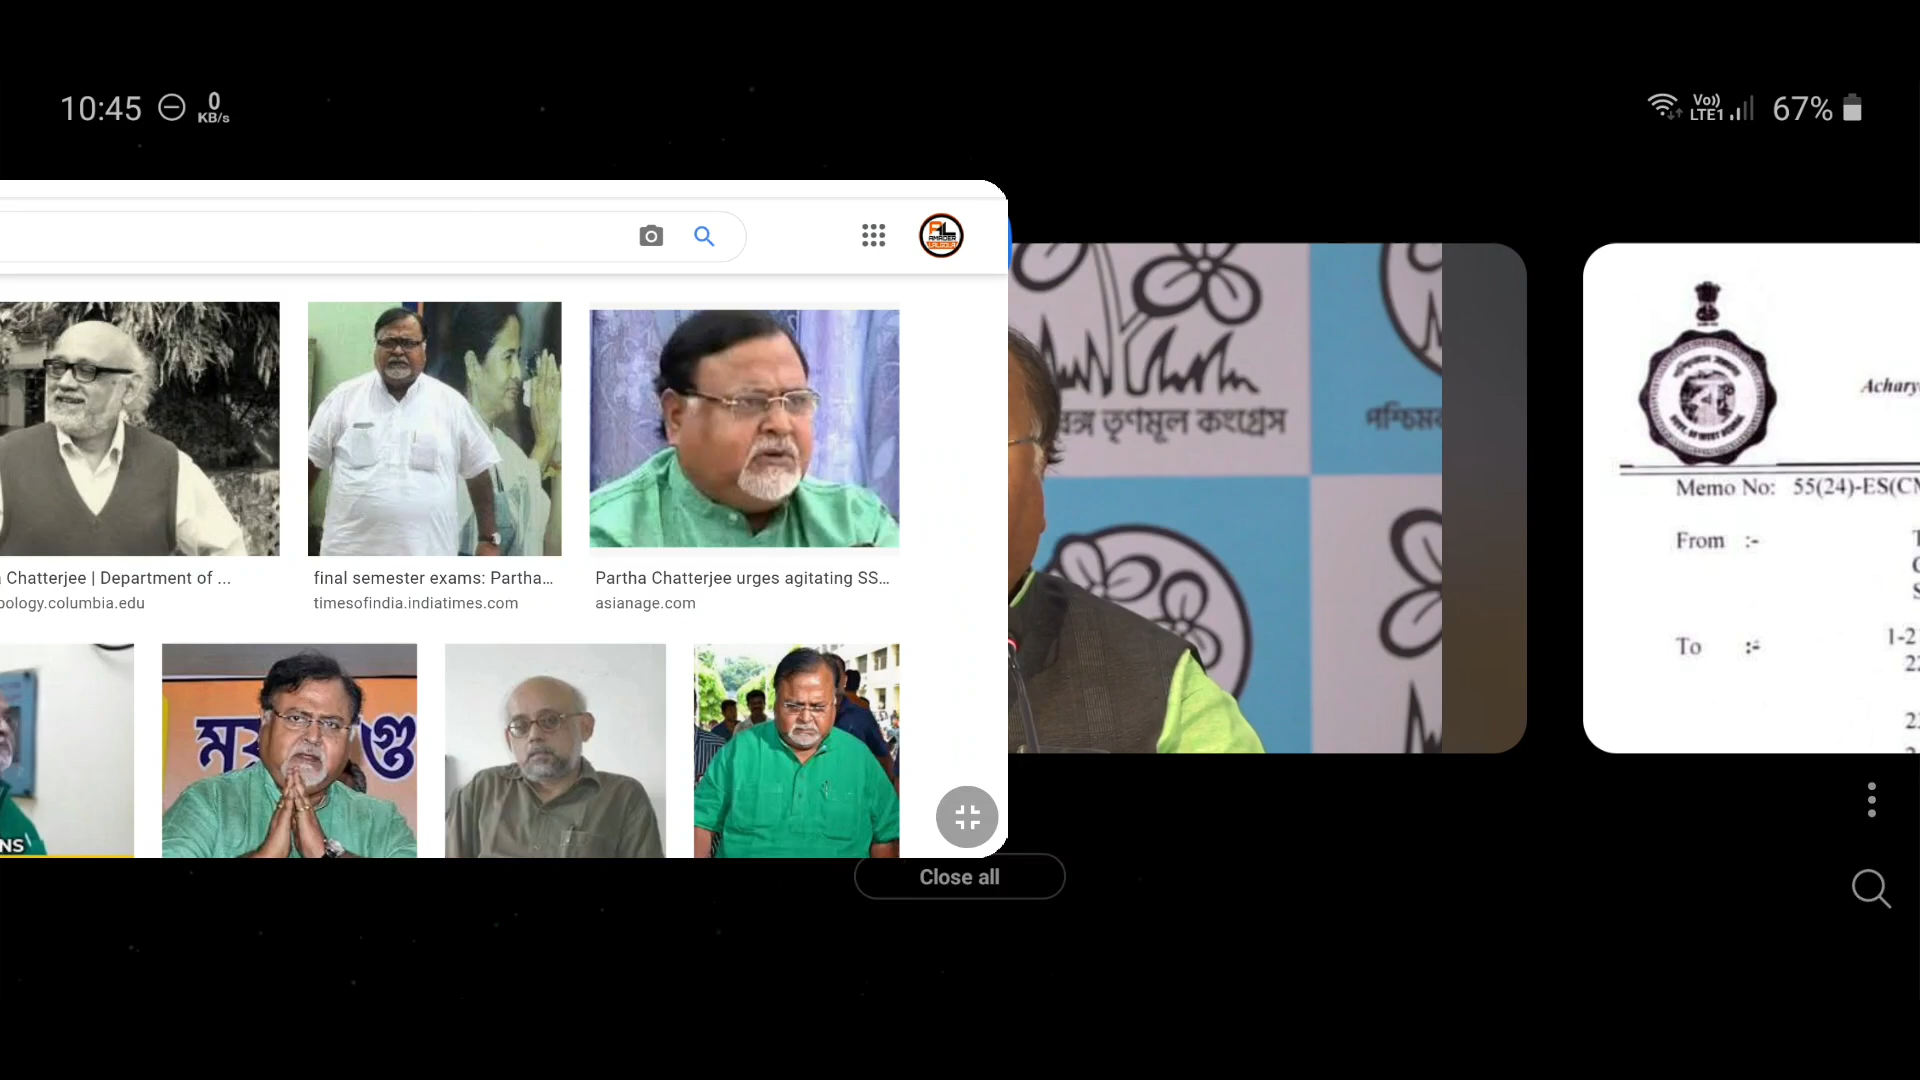 10:45
0
KB/s
Vo))
LTE1
67%
Chatterjee | Department of ...
final semester exams: Partha...
Partha Chatterjee urges agitating SS...
pology.columbia.edu
timesofindia.indiatimes.com
asianage.com
NS
তৃণমূল কংগ্রেস
Achary
Memo No: 55(24)-ES(CM
From :-
To :-
1-2
Close all